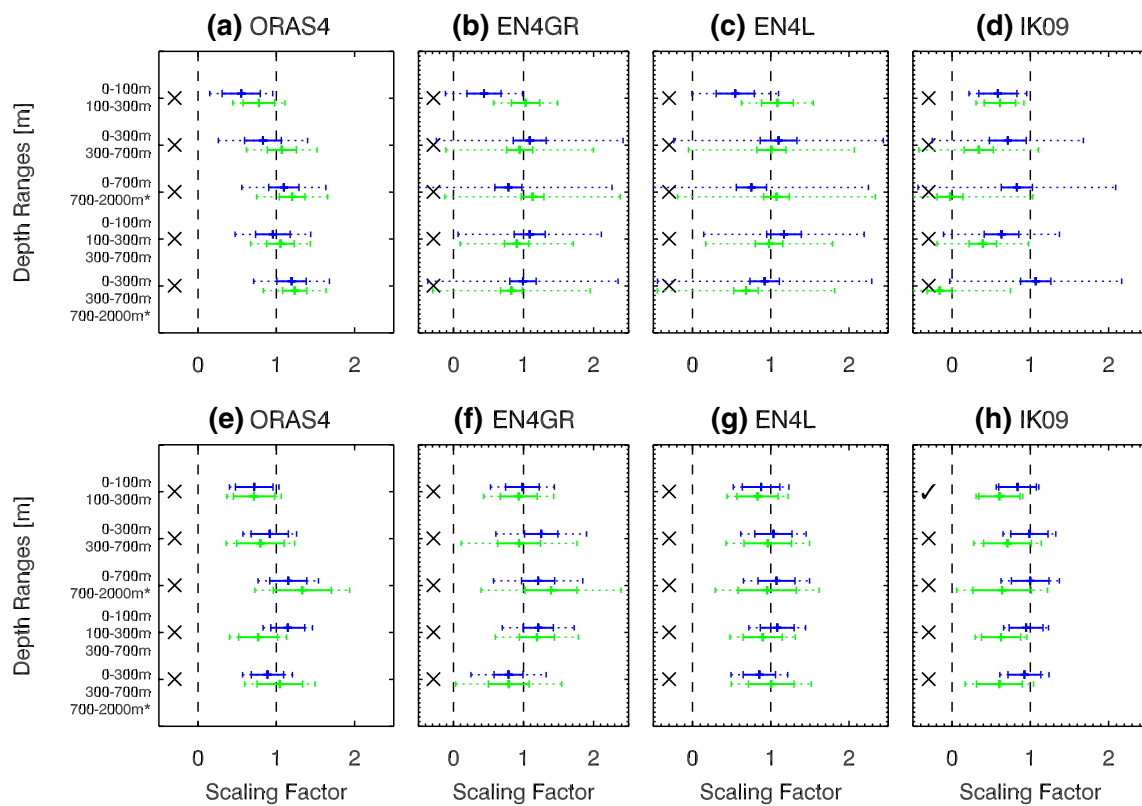 (a) ORAS4
(b) EN4GR
(c) EN4L
(d) IK09
Depth Ranges [m]
0-100m
100-300m
0-300m
300-700m
0-700m
700-2000m*
0-100m
100-300m
300-700m
0-300m
300-700m
700-2000m*
0 1 2
0 1 2
0 1 2
0 1 2
(e) ORAS4
(f) EN4GR
(g) EN4L
(h) IK09
Depth Ranges [m]
0-100m
100-300m
0-300m
300-700m
0-700m
700-2000m*
0-100m
100-300m
300-700m
0-300m
300-700m
700-2000m*
0 1 2
0 1 2
0 1 2
0 1 2
Scaling Factor
Scaling Factor
Scaling Factor
Scaling Factor